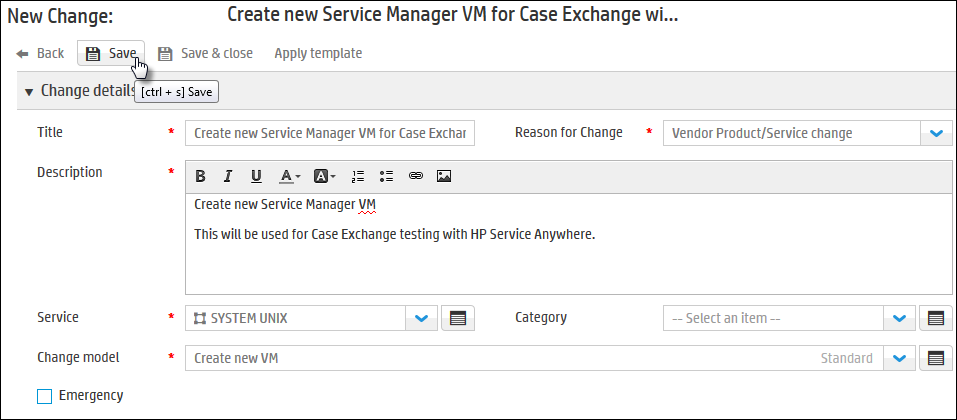 New Change: Create new Service Manager VM for Case Exchange wi...
Back Save Save & close Apply template
Change details
[ctrl + s] Save
Title * Create new Service Manager VM for Case Exchan Reason for Change * Vendor Product/Service change
Description * B I U A A
Create new Service Manager VM
This will be used for Case Exchange testing with HP Service Anywhere.
Service * SYSTEM UNIX Category -- Select an item --
Change model * Create new VM Standard
Emergency